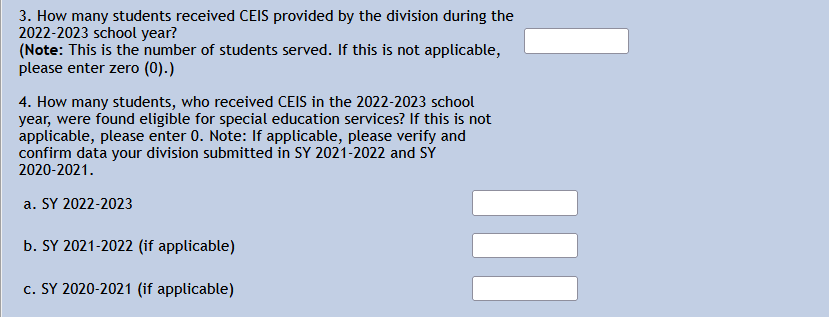 3. How many students received CEIS provided by the division during the
2022-2023 school year?
(Note: This is the number of students served. If this is not applicable,
please enter zero (0).)
4. How many students, who received CEIS in the 2022-2023 school
year, were found eligible for special education services? If this is not
applicable, please enter 0. Note: If applicable, please verify and
confirm data your division submitted in SY 2021-2022 and SY
2020-2021.
a. SY 2022-2023
b. SY 2021-2022 (if applicable)
c. SY 2020-2021 (if applicable)